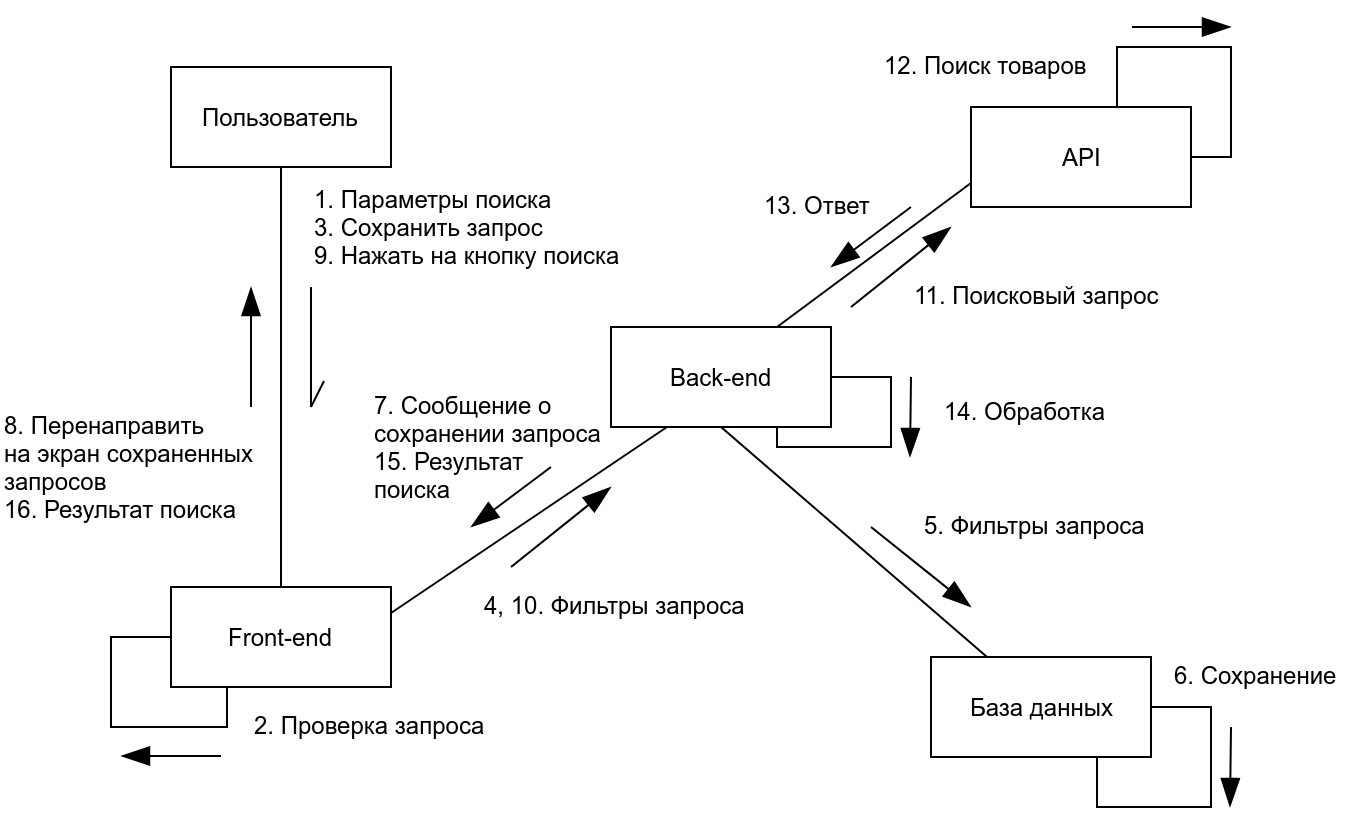 12. Поиск товаров
Пользователь
API
1. Параметры поиска
3. Сохранить запрос
9. Нажать на кнопку поиска
13. Ответ
11. Поисковый запрос
Back-end
7. Сообщение о
сохранении запроса
15. Результат
поиска
14. Обработка
8. Перенаправить
на экран сохраненных
запросов
16. Результат поиска
5. Фильтры запроса
4, 10. Фильтры запроса
Front-end
2. Проверка запроса
База данных
6. Сохранение